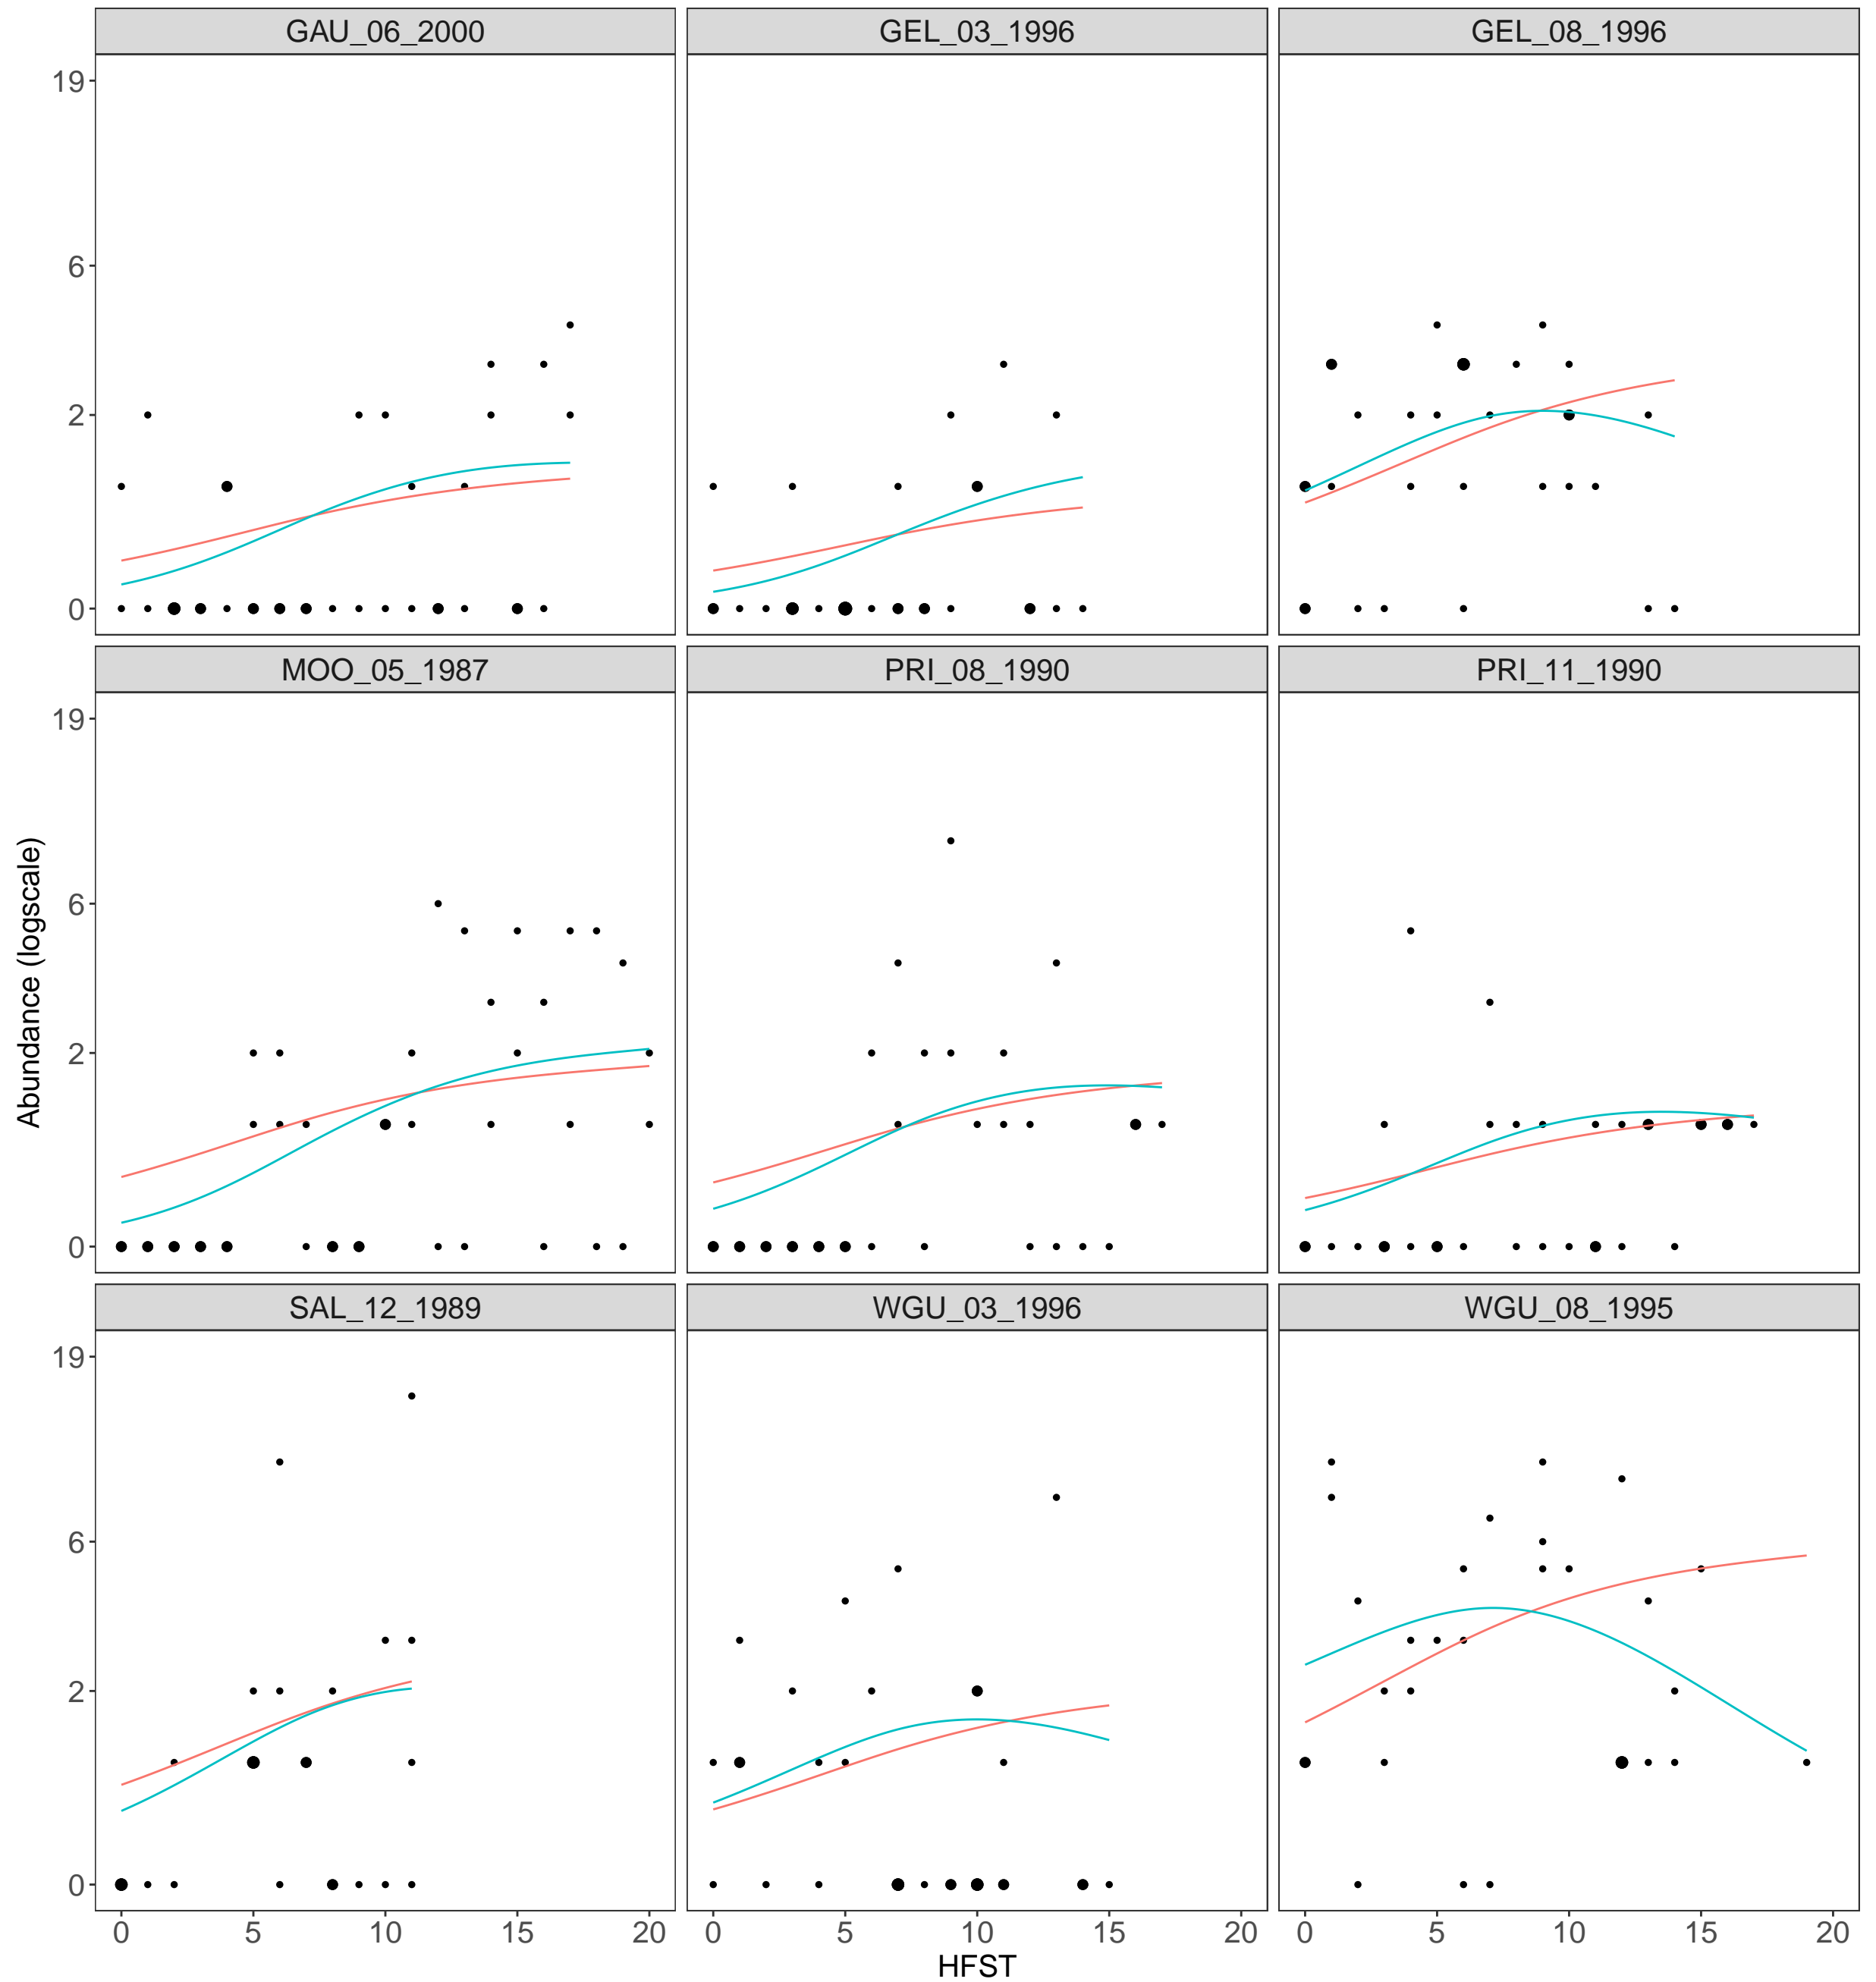 GAU_06_2000 GEL_03_1996 GEL_08_1996
19
6
2
0
MOO_05_1987 PRI_08_1990 PRI_11_1990
19
6
2
0
Abundance (logscale)
SAL_12_1989 WGU_03_1996 WGU_08_1995
19
6
2
0
0 5 10 15 20 0 5 10 15 20 0 5 10 15 20
HFST